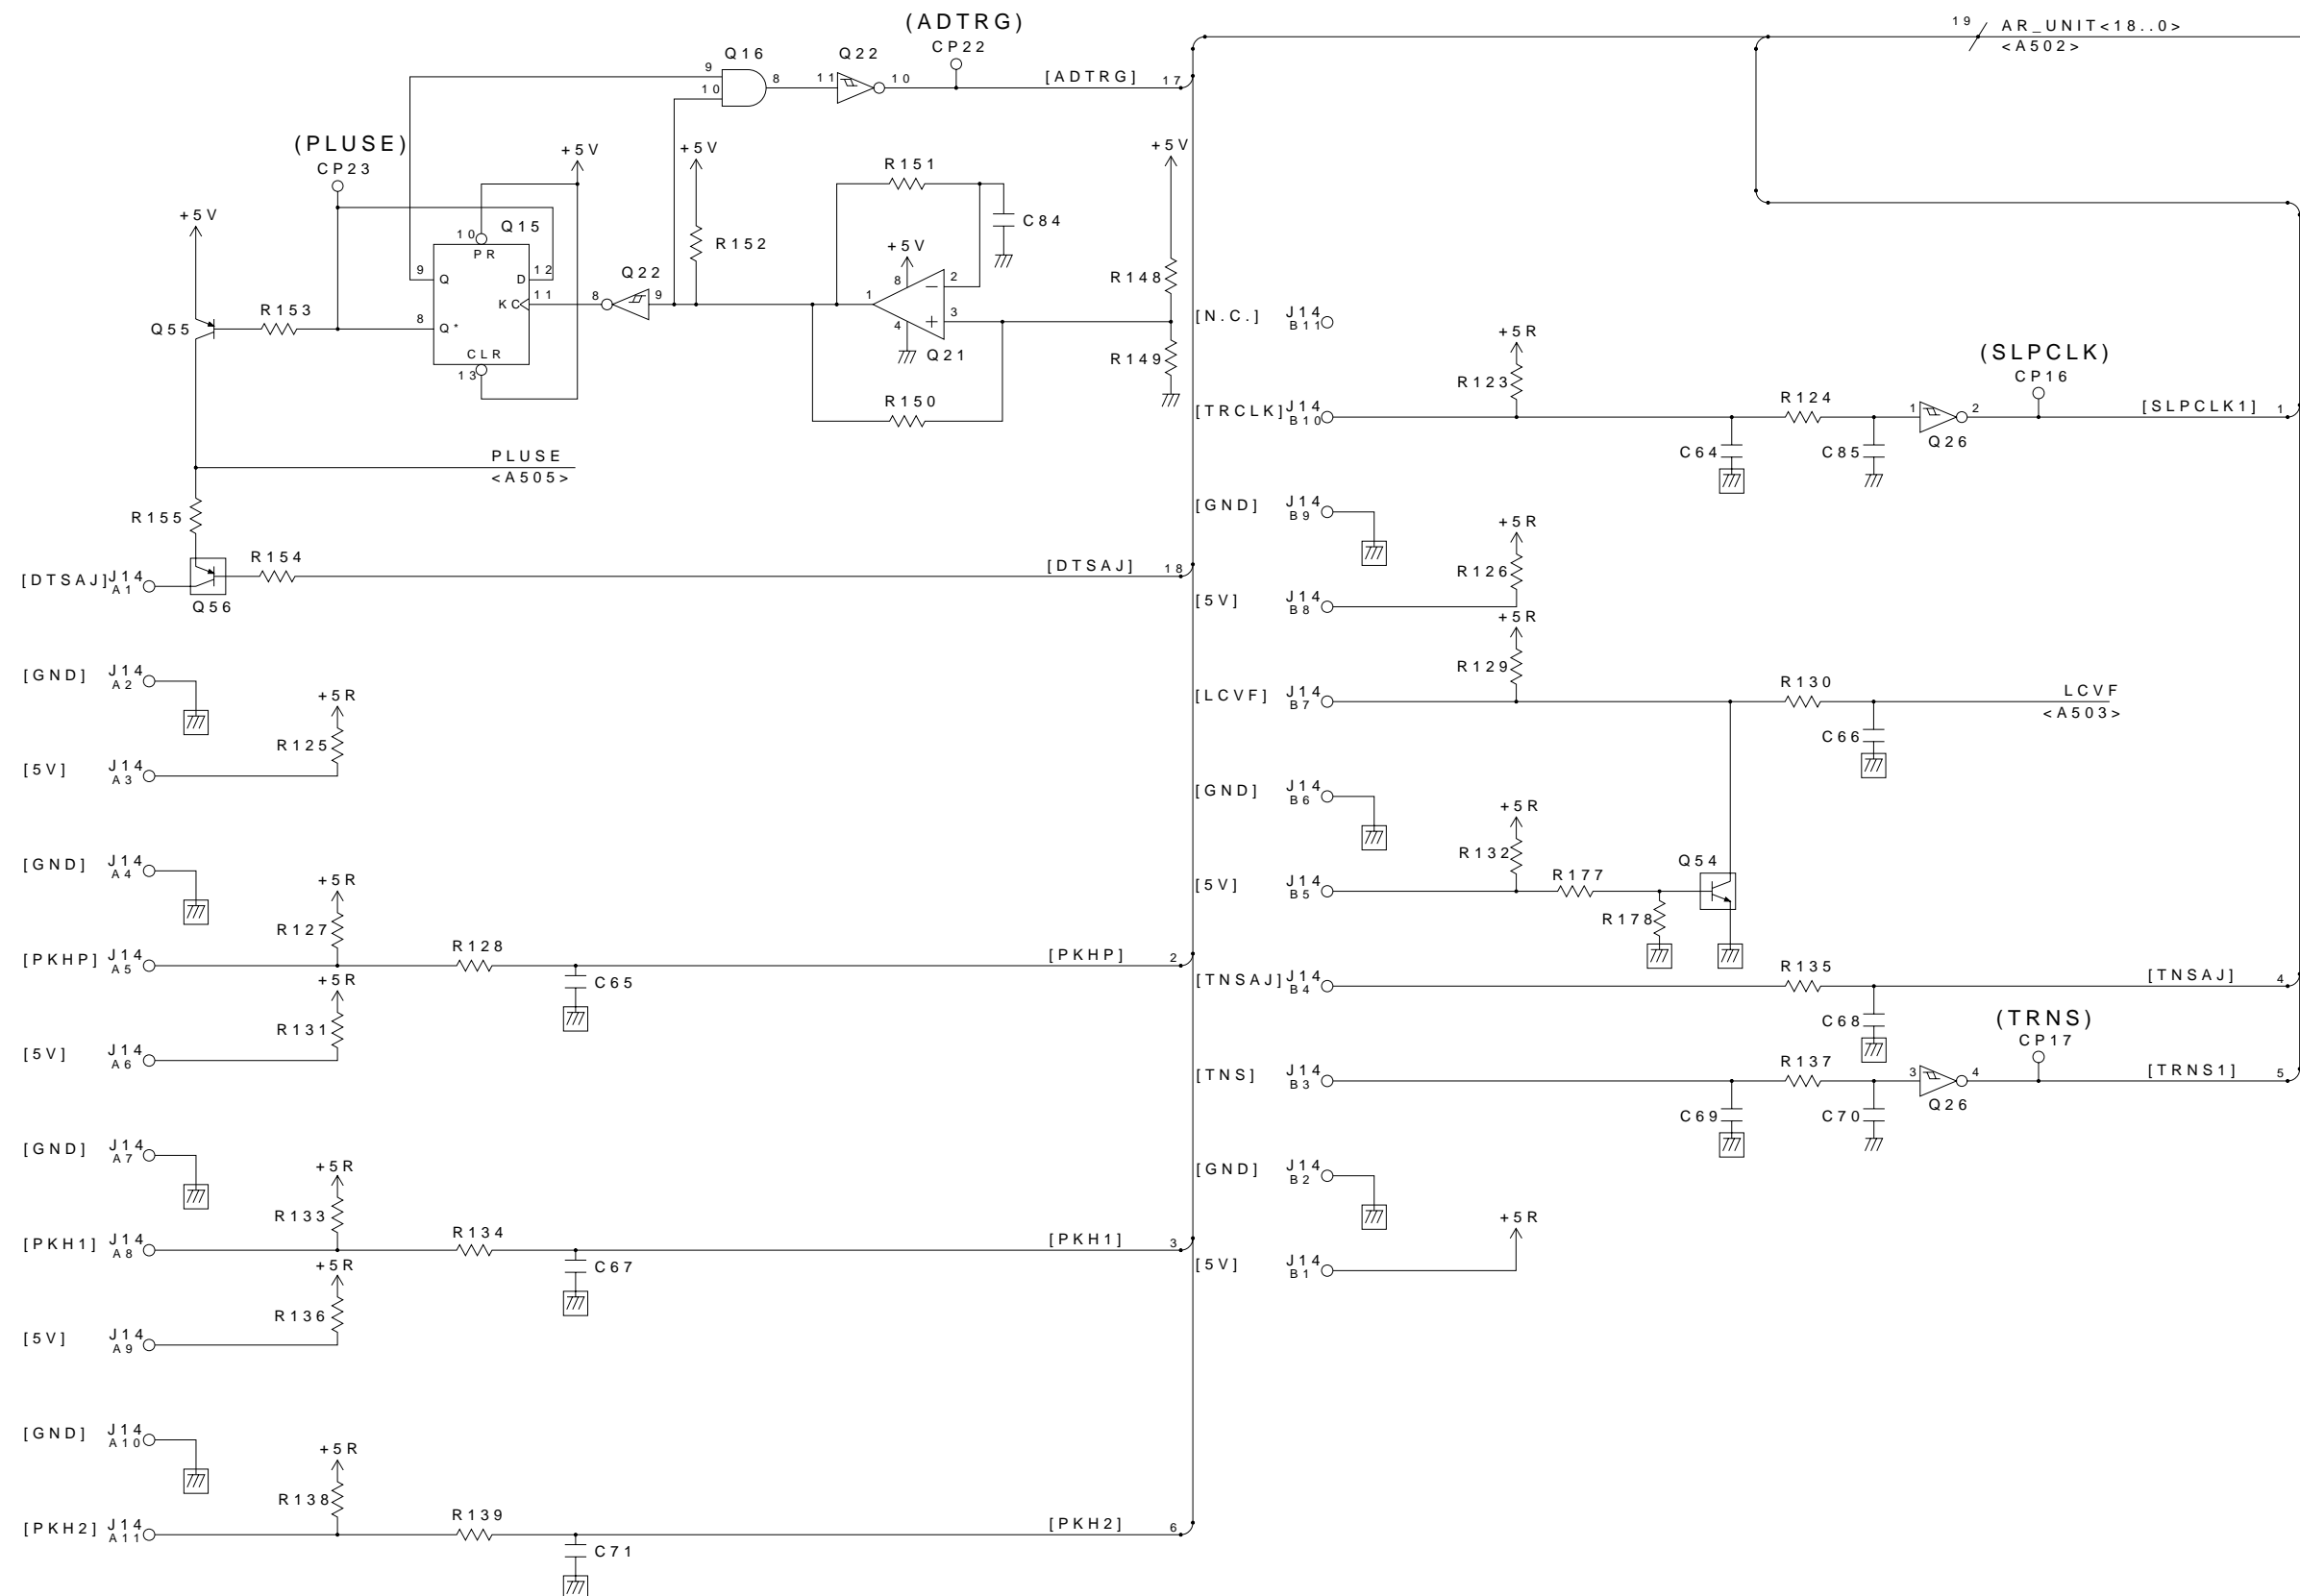 (ADTRG)
CP22
19 AR_UNIT<18..0>
<A502>
Q16
Q22
9
10
8
11
10
[ADTRG] 17
(PLUSE)
CP23
+5V
+5V
R151
+5V
+5V
10
Q15
PR
R152
C84
+5V
R148
9 Q
D 12
Q22
8
2
R153
KC 11
8
9
1
3
Q55
8 Q*
4
CLR
13
Q21
R149
R150
PLUSE
<A505>
R155
R154
[DTSAJ] J14
A1
Q56
[DTSAJ] 18
[GND] J14
A2
+5R
R125
[5V] J14
A3
[GND] J14
A4
+5R
R127
R128
[PKHP] J14
A5
[PKHP] 2
+5R
C65
R131
[5V] J14
A6
[GND] J14
A7
+5R
R133
R134
[PKH1] J14
A8
[PKH1] 3
+5R
C67
R136
[5V] J14
A9
[GND] J14
A10
+5R
R138
R139
[PKH2] J14
A11
[PKH2] 6
C71
[N.C.] J14
B11
+5R
(SLPCLK)
CP16
R123
R124
[TRCLK] J14
B10
1
2
[SLPCLK1] 1
Q26
C64
C85
[GND] J14
B9
+5R
R126
[5V] J14
B8
+5R
R129
R130
[LCVF] J14
B7
LCVF
<A503>
C66
[GND] J14
B6
+5R
R132
R177
Q54
[5V] J14
B5
R178
R135
[TNSAJ] J14
B4
[TNSAJ] 4
C68
(TRNS)
CP17
R137
[TNS] J14
B3
3
4
[TRNS1] 5
Q26
C69
C70
[GND] J14
B2
+5R
[5V] J14
B1